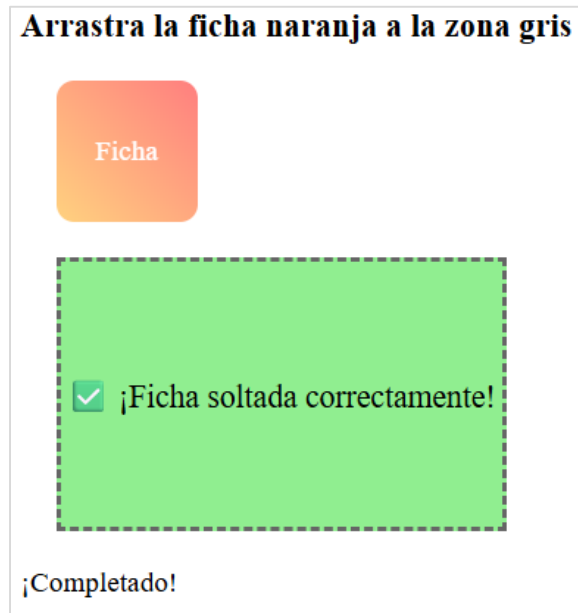 Arrastra la ficha naranja a la zona gris
Ficha
✅ ¡Ficha soltada correctamente!
¡Completado!